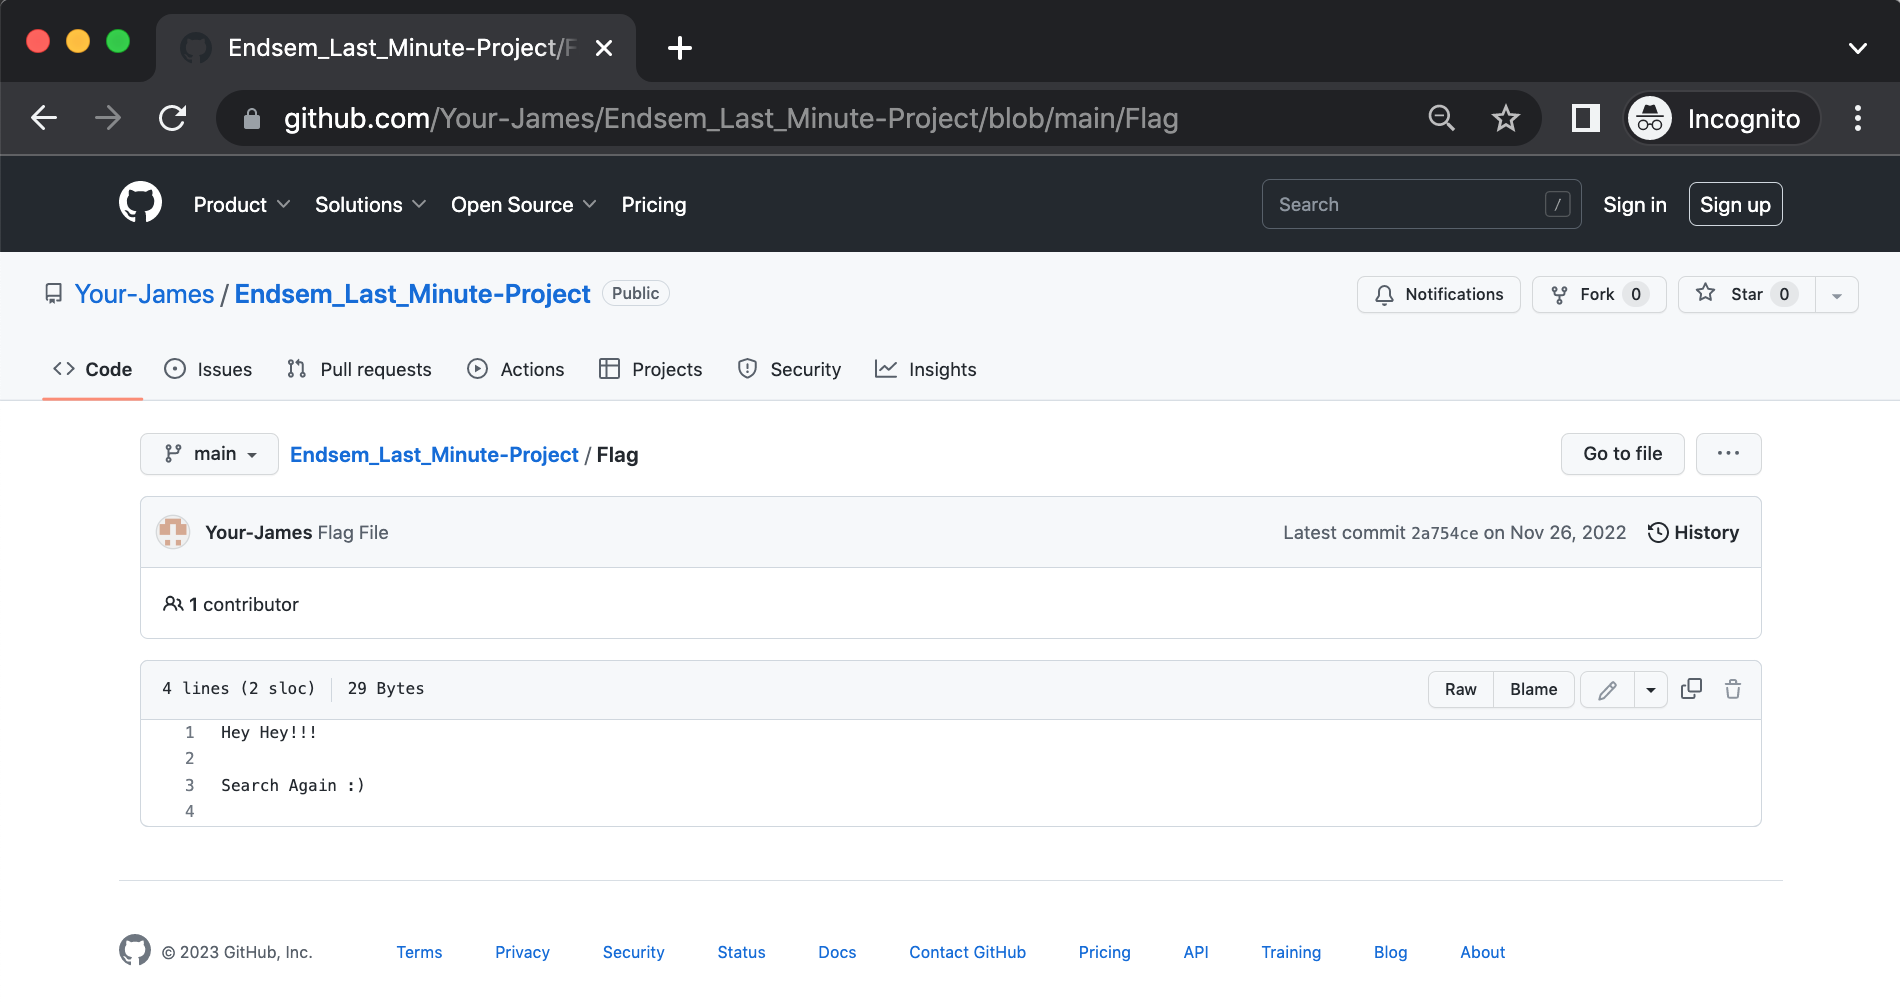 Endsem_Last_Minute-Project/F
github.com/Your-James/Endsem_Last_Minute-Project/blob/main/Flag
Incognito
Product Solutions Open Source Pricing
Search /
Sign in Sign up
Your-James / Endsem_Last_Minute-Project Public
Notifications Fork 0 Star 0
Code Issues Pull requests Actions Projects Security Insights
main Endsem_Last_Minute-Project / Flag
Go to file ...
Your-James Flag File
Latest commit 2a754ce on Nov 26, 2022 History
1 contributor
4 lines (2 sloc) 29 Bytes
Raw Blame
1 Hey Hey!!!
2
3 Search Again :)
4
© 2023 GitHub, Inc. Terms Privacy Security Status Docs Contact GitHub Pricing API Training Blog About